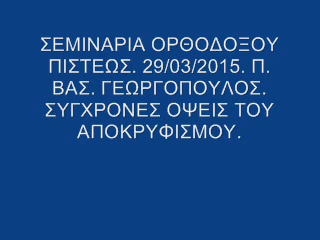 ΣΕΜΙΝΑΡΙΑ ΟΡΘΟΔΟΞΟΥ
ΠΙΣΤΕΩΣ. 29/03/2015. Π.
ΒΑΣ. ΓΕΩΡΓΟΠΟΥΛΟΣ.
ΣΥΓΧΡΟΝΕΣ ΟΨΕΙΣ ΤΟΥ
ΑΠΟΚΡΥΦΙΣΜΟΥ.